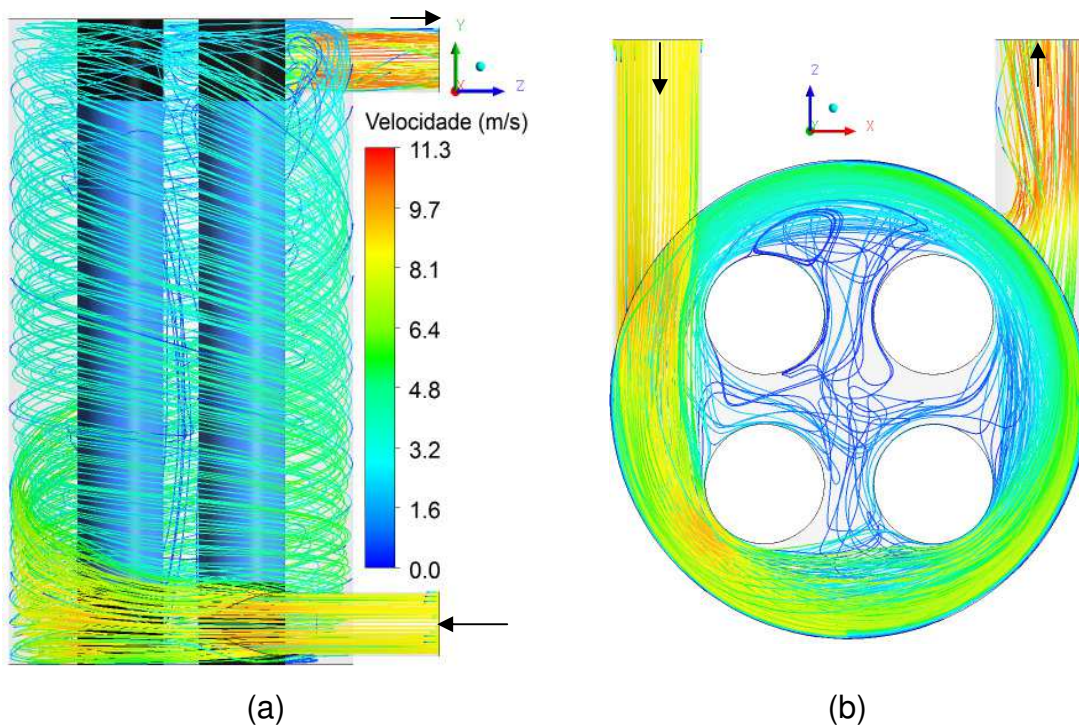 Y
X
Z
Velocidade (m/s)
11.3
9.7
8.1
6.4
4.8
3.2
1.6
0.0
(a)
Z
Y
X
(b)